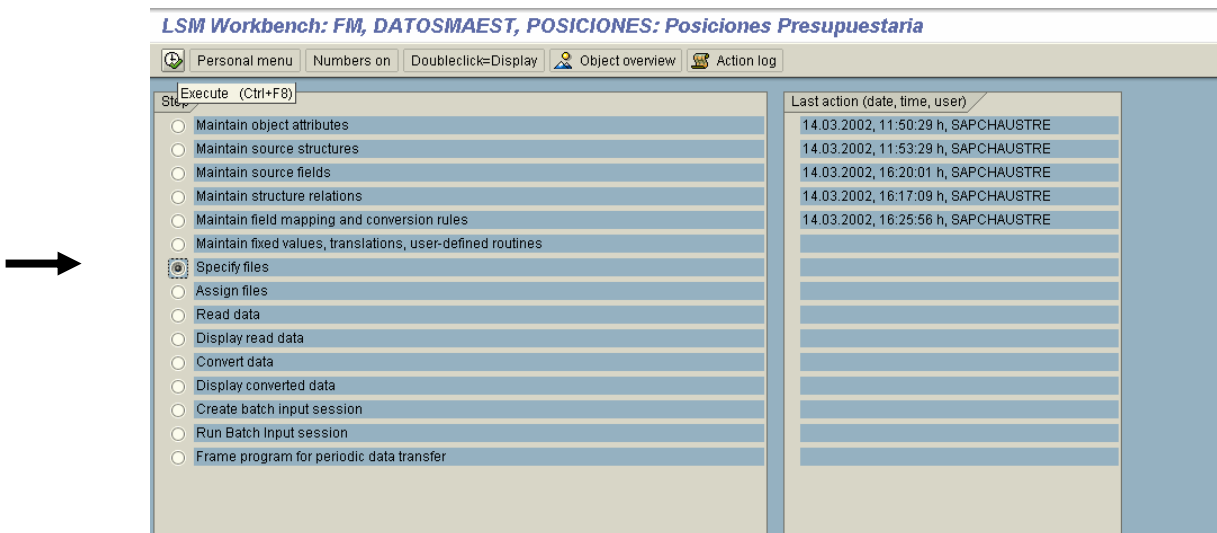 LSM Workbench: FM, DATOSMAEST, POSICIONES: Posiciones Presupuestaria
Personal menu Numbers on Doubleclick=Display Object overview Action log
Execute (Ctrl+F8)
Step Last action (date, time, user)
Maintain object attributes 14.03.2002, 11:50:29 h, SAPCHAUSTRE
Maintain source structures 14.03.2002, 11:53:29 h, SAPCHAUSTRE
Maintain source fields 14.03.2002, 16:20:01 h, SAPCHAUSTRE
Maintain structure relations 14.03.2002, 16:17:09 h, SAPCHAUSTRE
Maintain field mapping and conversion rules 14.03.2002, 16:25:56 h, SAPCHAUSTRE
Maintain fixed values, translations, user-defined routines
Specify files
Assign files
Read data
Display read data
Convert data
Display converted data
Create batch input session
Run Batch Input session
Frame program for periodic data transfer